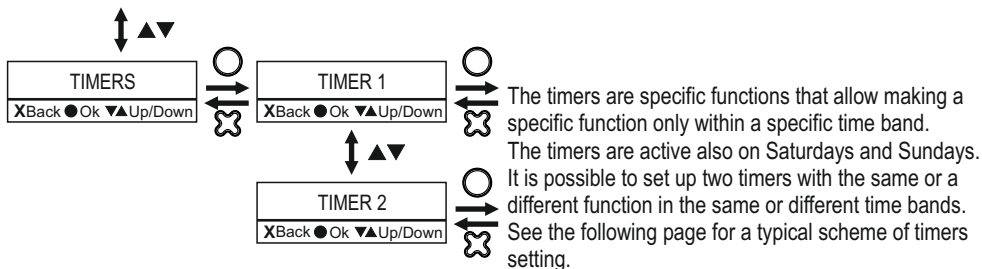 ▲▼
TIMERS
XBack ● Ok ▼▲Up/Down
TIMER 1
XBack ● Ok ▼▲Up/Down
▲▼
TIMER 2
XBack ● Ok ▼▲Up/Down
The timers are specific functions that allow making a
specific function only within a specific time band.
The timers are active also on Saturdays and Sundays.
It is possible to set up two timers with the same or a
different function in the same or different time bands.
See the following page for a typical scheme of timers
setting.